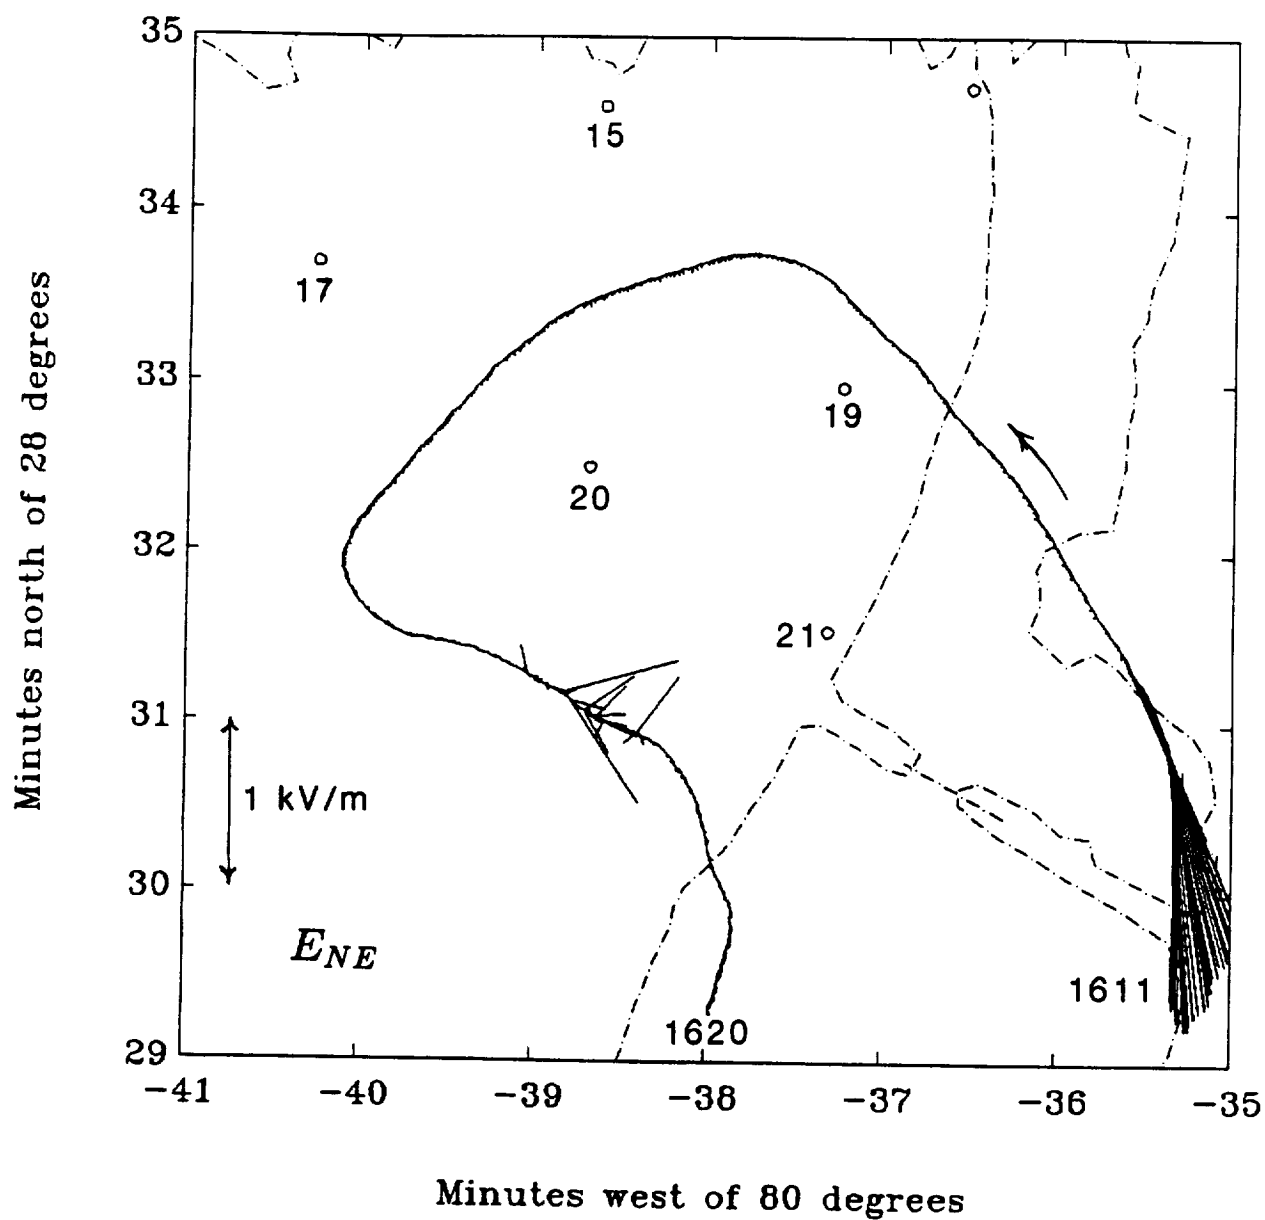 35
34
33
32
31
30
29
Minutes north of 28 degrees
15
17
19
20
21
1 kV/m
E_NE
1611
1620
-41 -40 -39 -38 -37 -36 -35
Minutes west of 80 degrees